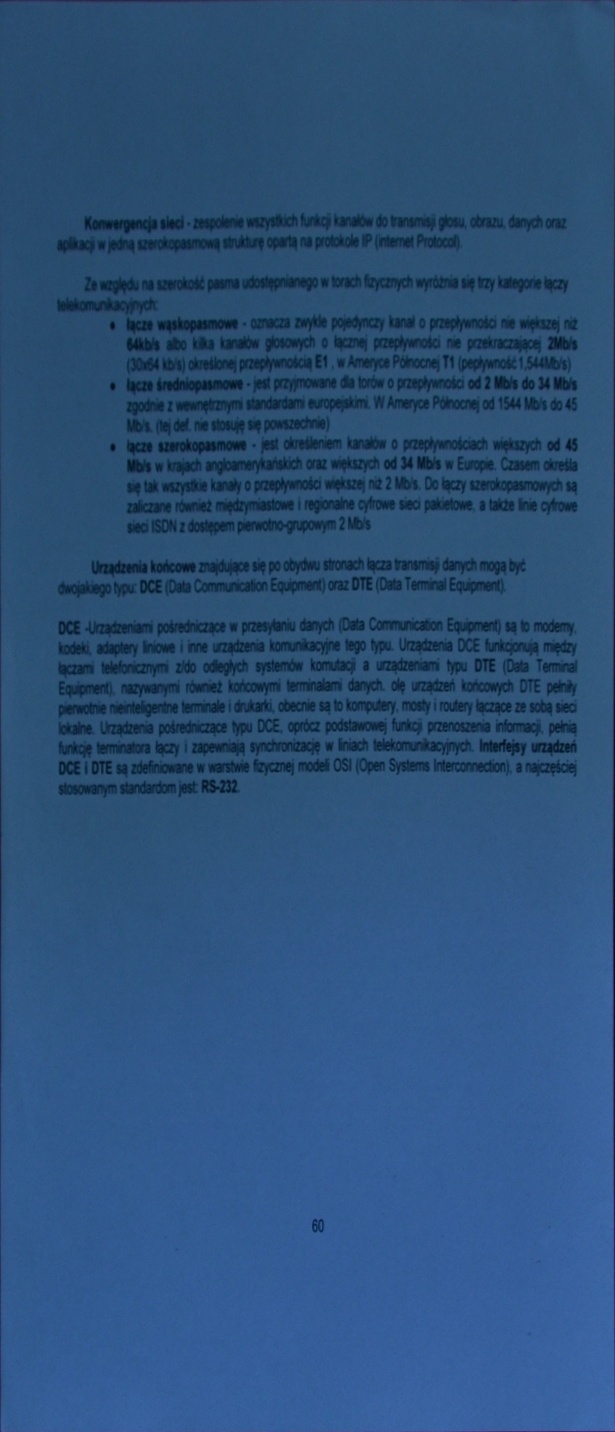 Konwergencja sieci - zespolenie wszystkich funkcji kanałów do transmisji głosu, obrazu, danych oraz
aplikacji w jedną szerokopasmową strukturę opartą na protokole IP (internet Protocol).
Ze względu na szerokość pasma udostępnianego w torach fizycznych wyróżnia się trzy kategorie łączy
telekomunikacyjnych:
• łącze wąskopasmowe - oznacza zwykle pojedynczy kanał o przepływności nie większej niż
64kb/s albo kilka kanałów głosowych o łącznej przepływności nie przekraczającej 2Mb/s
(30x64 kb/s) określonej przepływnością E1 , w Ameryce Północnej T1 (pepływność1,544Mb/s)
• łącze średniopasmowe - jest przyjmowane dla torów o przepływności od 2 Mb/s do 34 Mb/s
zgodnie z wewnętrznymi standardami europejskimi. W Ameryce Północnej od 1544 Mb/s do 45
Mb/s. (tej def. nie stosuję się powszechnie)
• łącze szerokopasmowe - jest określeniem kanałów o przepływnościach większych od 45
Mb/s w krajach angloamerykańskich oraz większych od 34 Mb/s w Europie. Czasem określa
się tak wszystkie kanały o przepływności większej niż 2 Mb/s. Do łączy szerokopasmowych są
zaliczane również międzymiastowe i regionalne cyfrowe sieci pakietowe, a także linie cyfrowe
sieci ISDN z dostępem pierwotno-grupowym 2 Mb/s
Urządzenia końcowe znajdujące się po obydwu stronach łącza transmisji danych mogą być
dwojakiego typu: DCE (Data Communication Equipment) oraz DTE (Data Terminal Equipment).
DCE -Urządzeniami pośredniczące w przesyłaniu danych (Data Communication Equipment) są to modemy,
kodeki, adaptery liniowe i inne urządzenia komunikacyjne tego typu. Urządzenia DCE funkcjonują między
łączami telefonicznymi z/do odległych systemów komutacji a urządzeniami typu DTE (Data Terminal
Equipment), nazywanymi również końcowymi terminalami danych. olę urządzeń końcowych DTE pełniły
pierwotnie nieinteligentne terminale i drukarki, obecnie są to komputery, mosty i routery łączące ze sobą sieci
lokalne. Urządzenia pośredniczące typu DCE, oprócz podstawowej funkcji przenoszenia informacji, pełnią
funkcję terminatora łączy i zapewniają synchronizację w liniach telekomunikacyjnych. Interfejsy urządzeń
DCE i DTE są zdefiniowane w warstwie fizycznej modeli OSI (Open Systems Interconnection), a najczęściej
stosowanym standardom jest: RS-232.
60